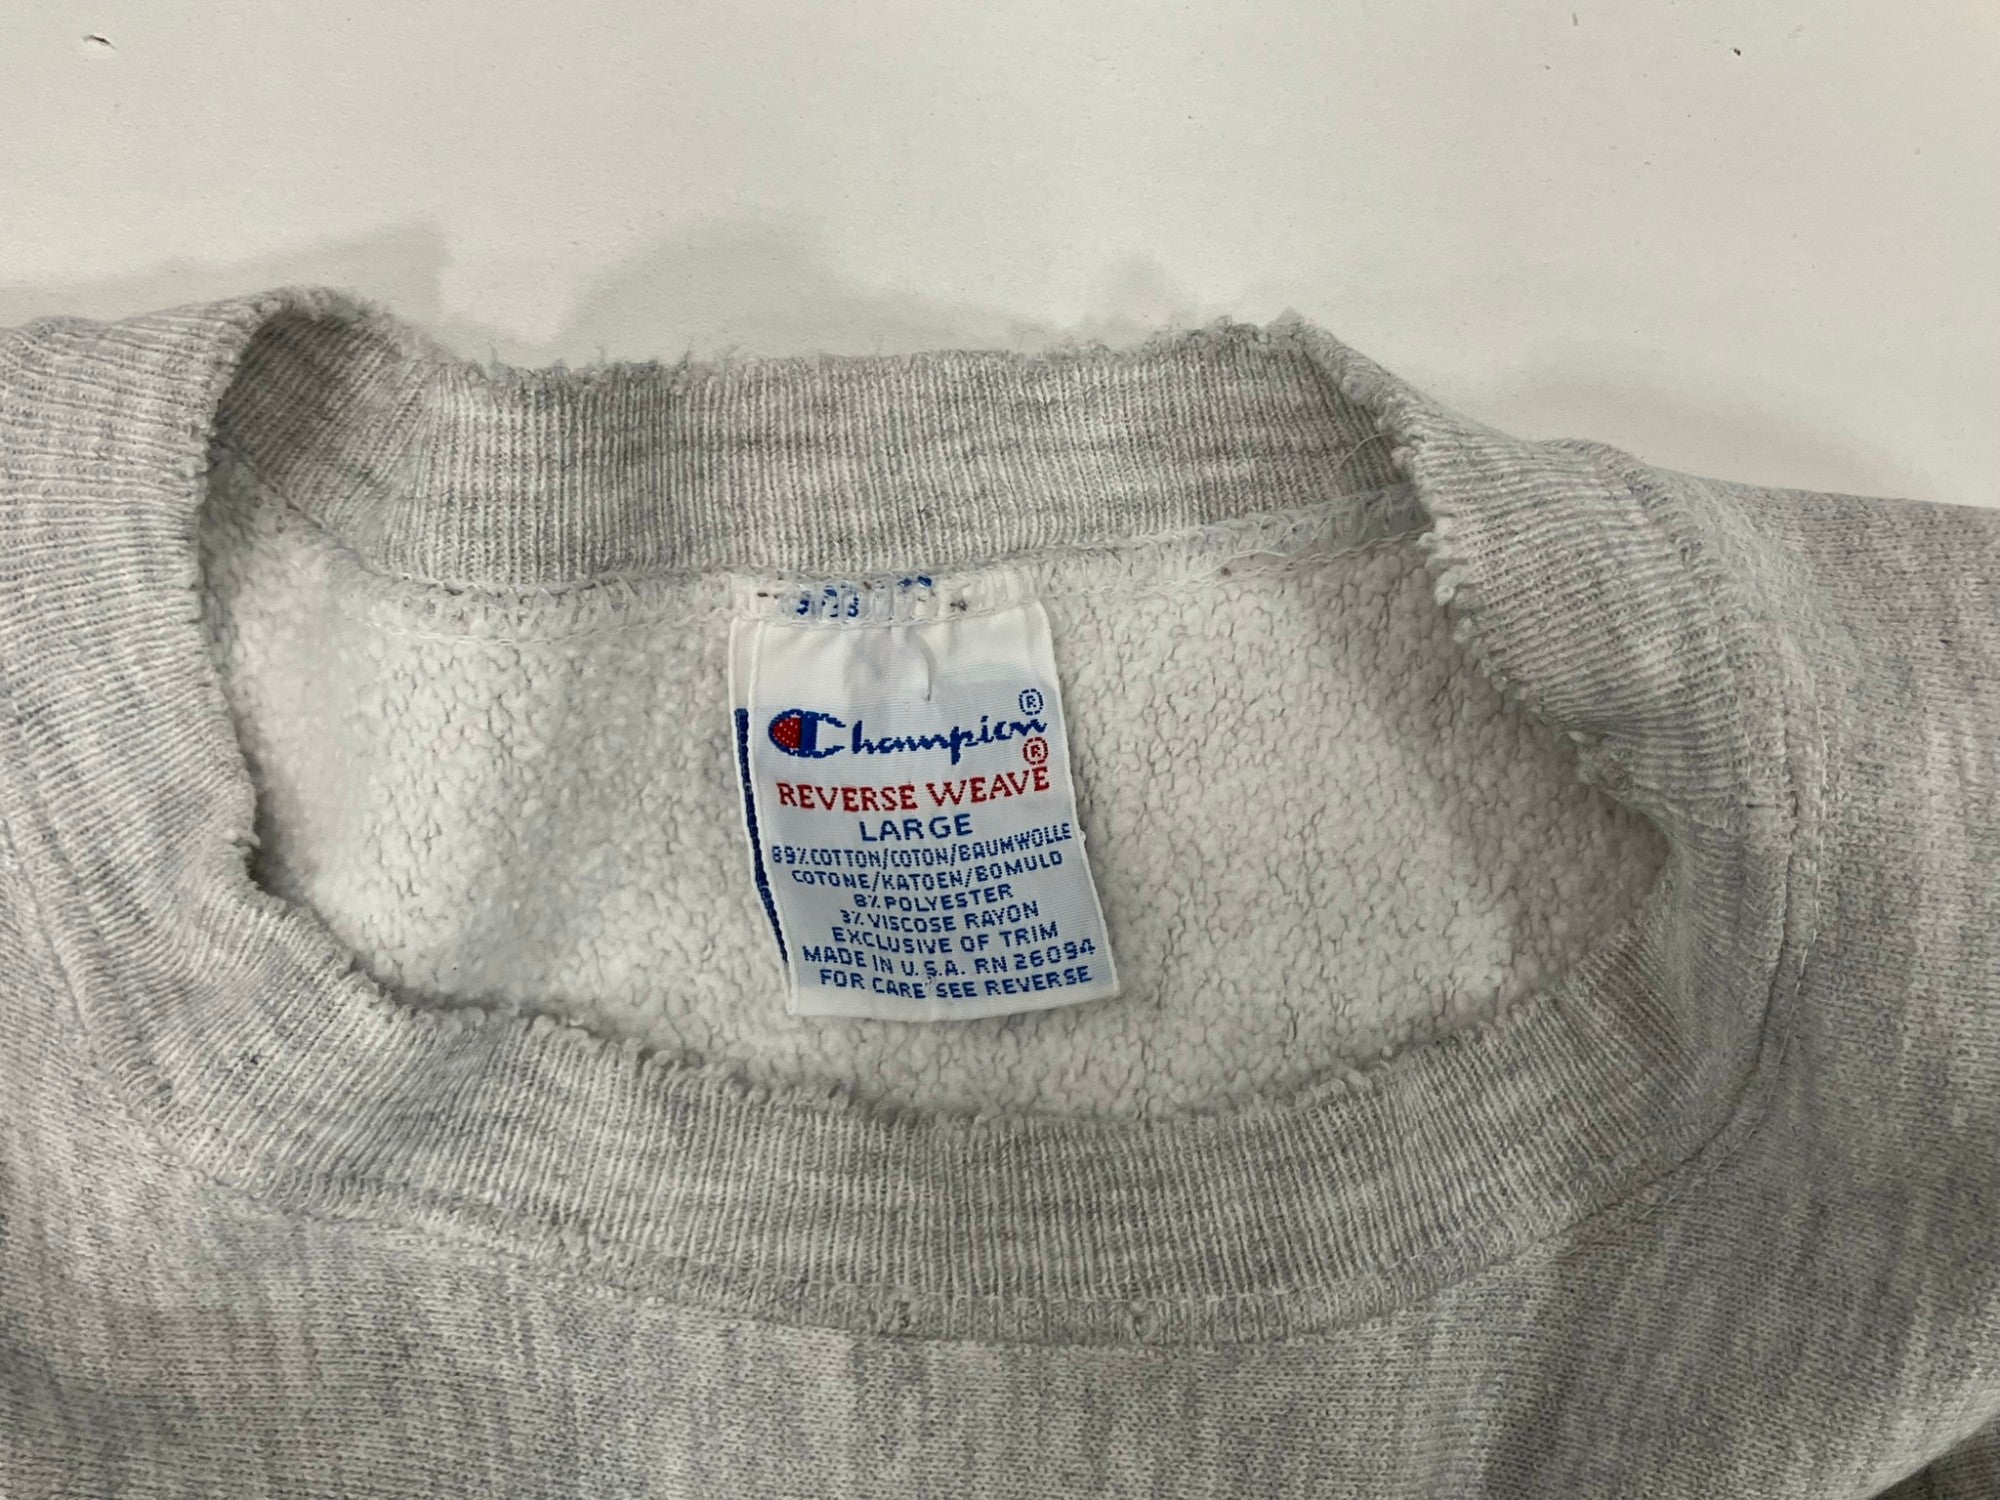 Champion®
REVERSE WEAVE®
LARGE
89% COTTON/COTON/BAUMWOLLE
COTONE/KATOEN/BOMULD
8% POLYESTER
3% VISCOSE RAYON
EXCLUSIVE OF TRIM
MADE IN U.S.A. RN 26094
FOR CARE SEE REVERSE